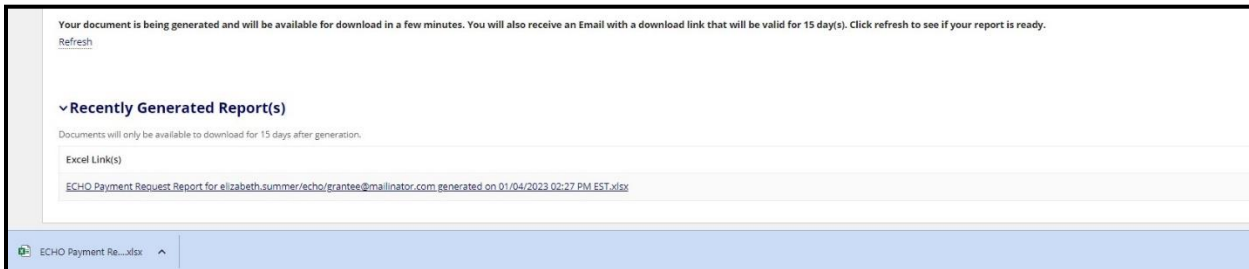 Your document is being generated and will be available for download in a few minutes. You will also receive an Email with a download link that will be valid for 15 day(s). Click refresh to see if your report is ready.
Refresh
Recently Generated Report(s)
Documents will only be available to download for 15 days after generation.
Excel Link(s)
ECHO Payment Request Report for elizabeth.summer/echo/grantee@mailinator.com generated on 01/04/2023 02:27 PM EST.xlsx
ECHO Payment Re....xlsx